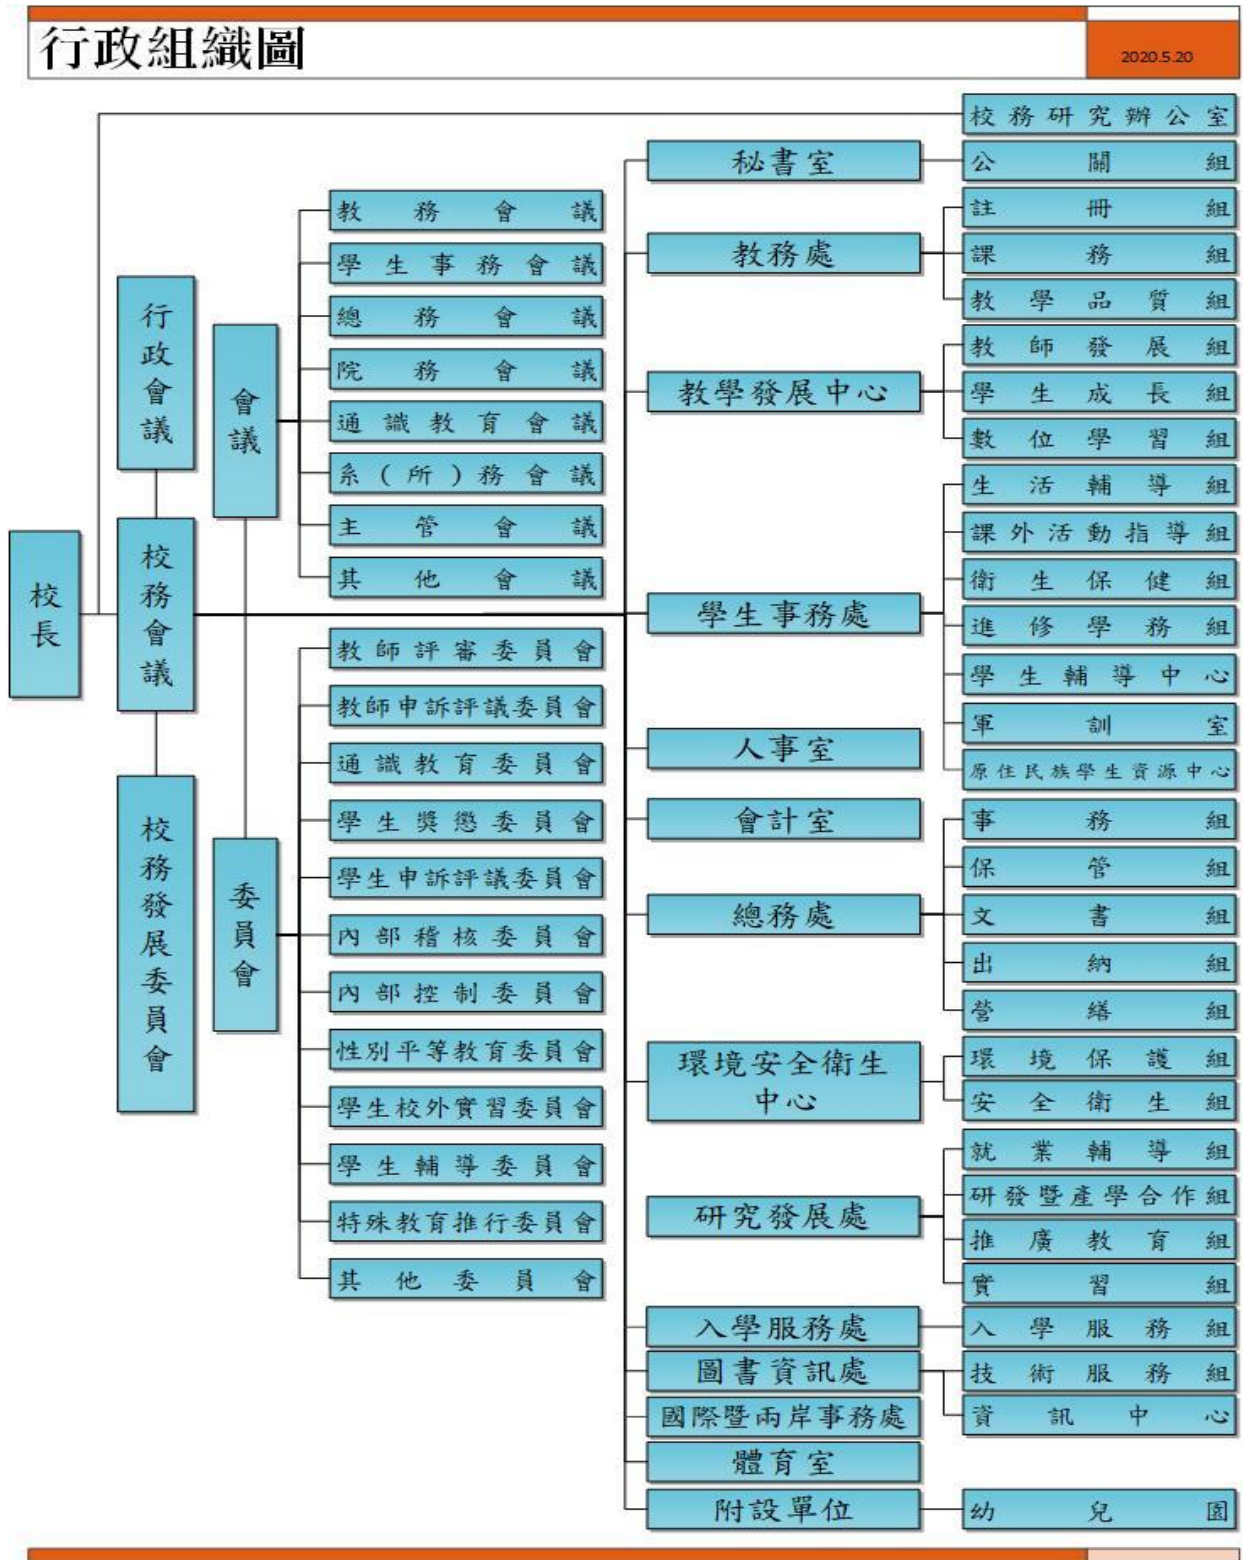 行政組織圖
2020.5.20
校長
行政會議
校務會議
校務發展委員會
會議
委員會
教務會議
學生事務會議
總務會議
院務會議
通識教育會議
系(所)務會議
主管會議
其他會議
教師評審委員會
教師申訴評議委員會
通識教育委員會
學生獎懲委員會
學生申訴評議委員會
內部稽核委員會
內部控制委員會
性別平等教育委員會
學生校外實習委員會
學生輔導委員會
特殊教育推行委員會
其他委員會
校務研究辦公室
秘書室
公關組
教務處
註冊組
課務組
教學品質組
教學發展中心
教師發展組
學生成長組
數位學習組
學生事務處
生活輔導組
課外活動指導組
衛生保健組
進修學務組
學生輔導中心
軍訓室
原住民族學生資源中心
人事室
會計室
總務處
事務組
保管組
文書組
出納組
營繕組
環境安全衛生
中心
環境保護組
安全衛生組
研究發展處
就業輔導組
研發暨產學合作組
推廣教育組
實習組
入學服務處
入學服務組
圖書資訊處
技術服務組
資訊中心
國際暨兩岸事務處
體育室
附設單位
幼兒園